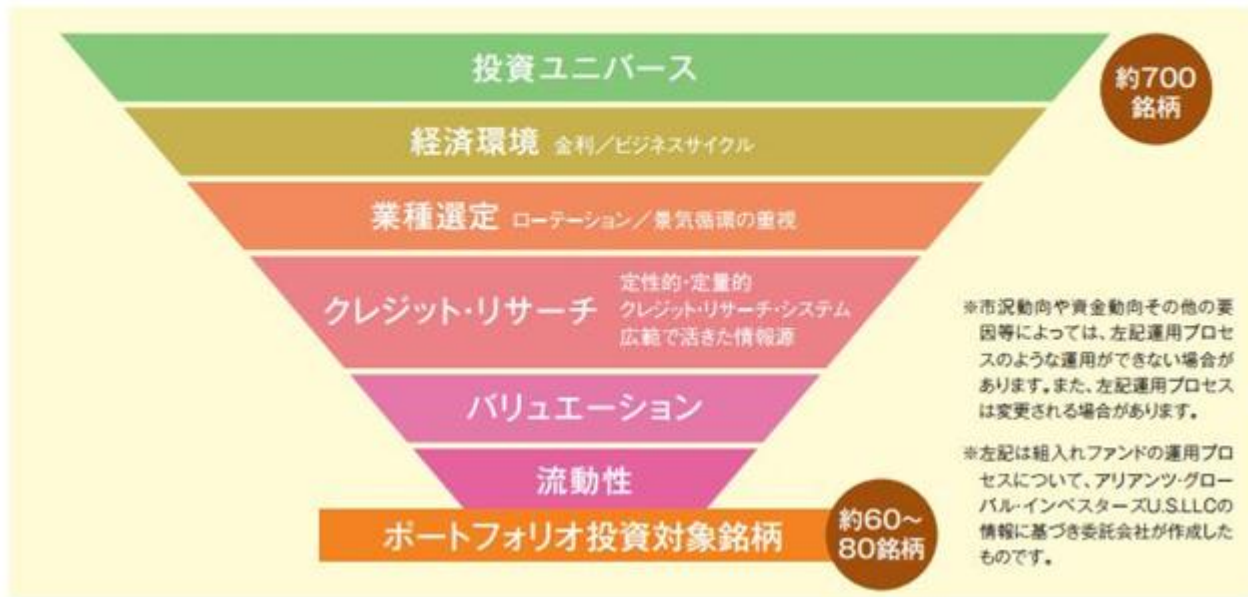 投資ユニバース
約700
銘柄
経済環境 金利／ビジネスサイクル
業種選定 ローテーション／景気循環の重視
クレジット・リサーチ
定性的・定量的
クレジット・リサーチ・システム
広範で活きた情報源
バリュエーション
流動性
ポートフォリオ投資対象銘柄
約60～
80銘柄
※市況動向や資金動向その他の要
因等によっては、左記運用プロセ
スのような運用ができない場合が
あります。また、左記運用プロセス
は変更される場合があります。
※左記は組入れファンドの運用プロ
セスについて、アリアンツ・グロー
バル・インベスターズU.S.LLCの
情報に基づき委託会社が作成した
ものです。